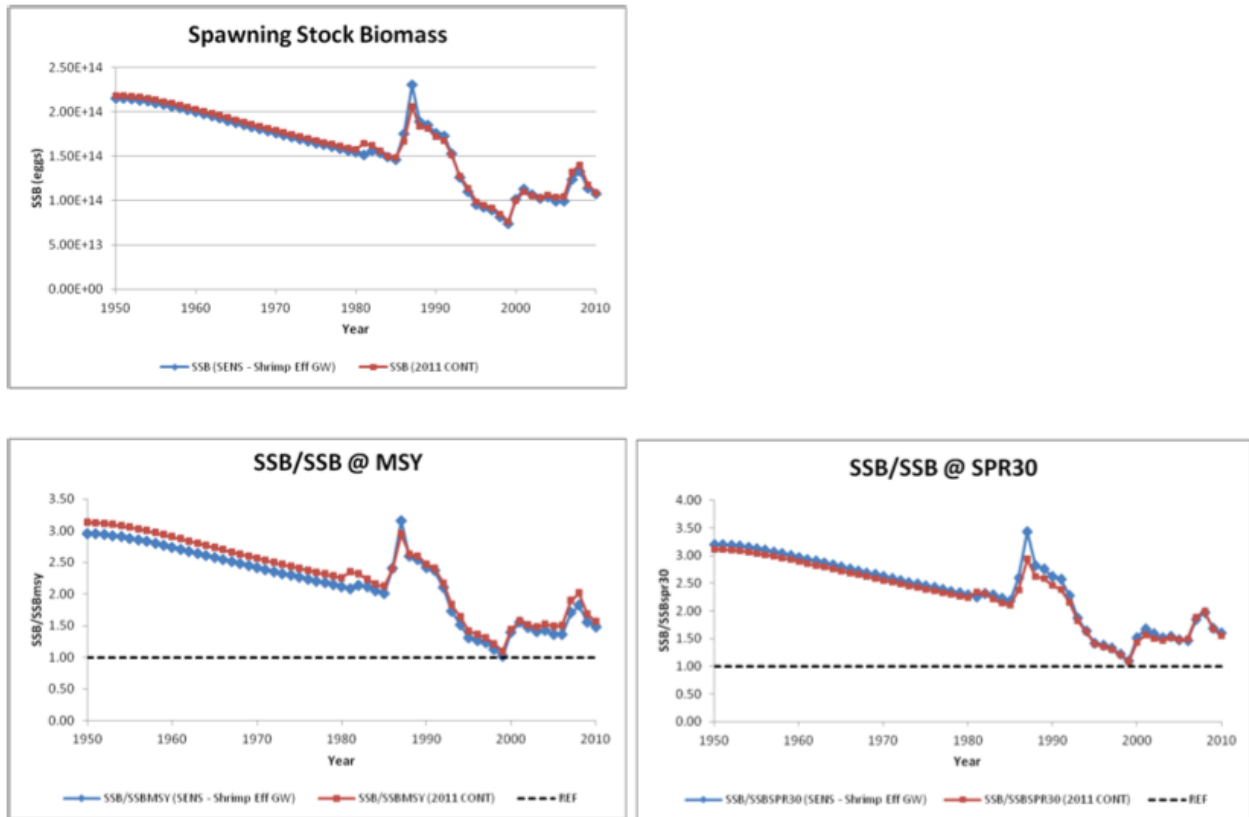 Spawning Stock Biomass
2.50E+14
2.00E+14
1.50E+14
1.00E+14
5.00E+13
0.00E+00
SSB (eggs)
1950 1960 1970 1980 1990 2000 2010
Year
SSB (SENS - Shrimp Eff GW) SSB (2011 CONT)
SSB/SSB @ MSY
3.50
3.00
2.50
2.00
1.50
1.00
0.50
0.00
SSB/SSBmsy
1950 1960 1970 1980 1990 2000 2010
Year
SSB/SSBMSY (SENS - Shrimp Eff GW) SSB/SSBMSY (2011 CONT) REF
SSB/SSB @ SPR30
4.00
3.50
3.00
2.50
2.00
1.50
1.00
0.50
0.00
SSB/SSBspr30
1950 1960 1970 1980 1990 2000 2010
Year
SSB/SSBSPR30 (SENS - Shrimp Eff GW) SSB/SSBSPR30 (2011 CONT) REF